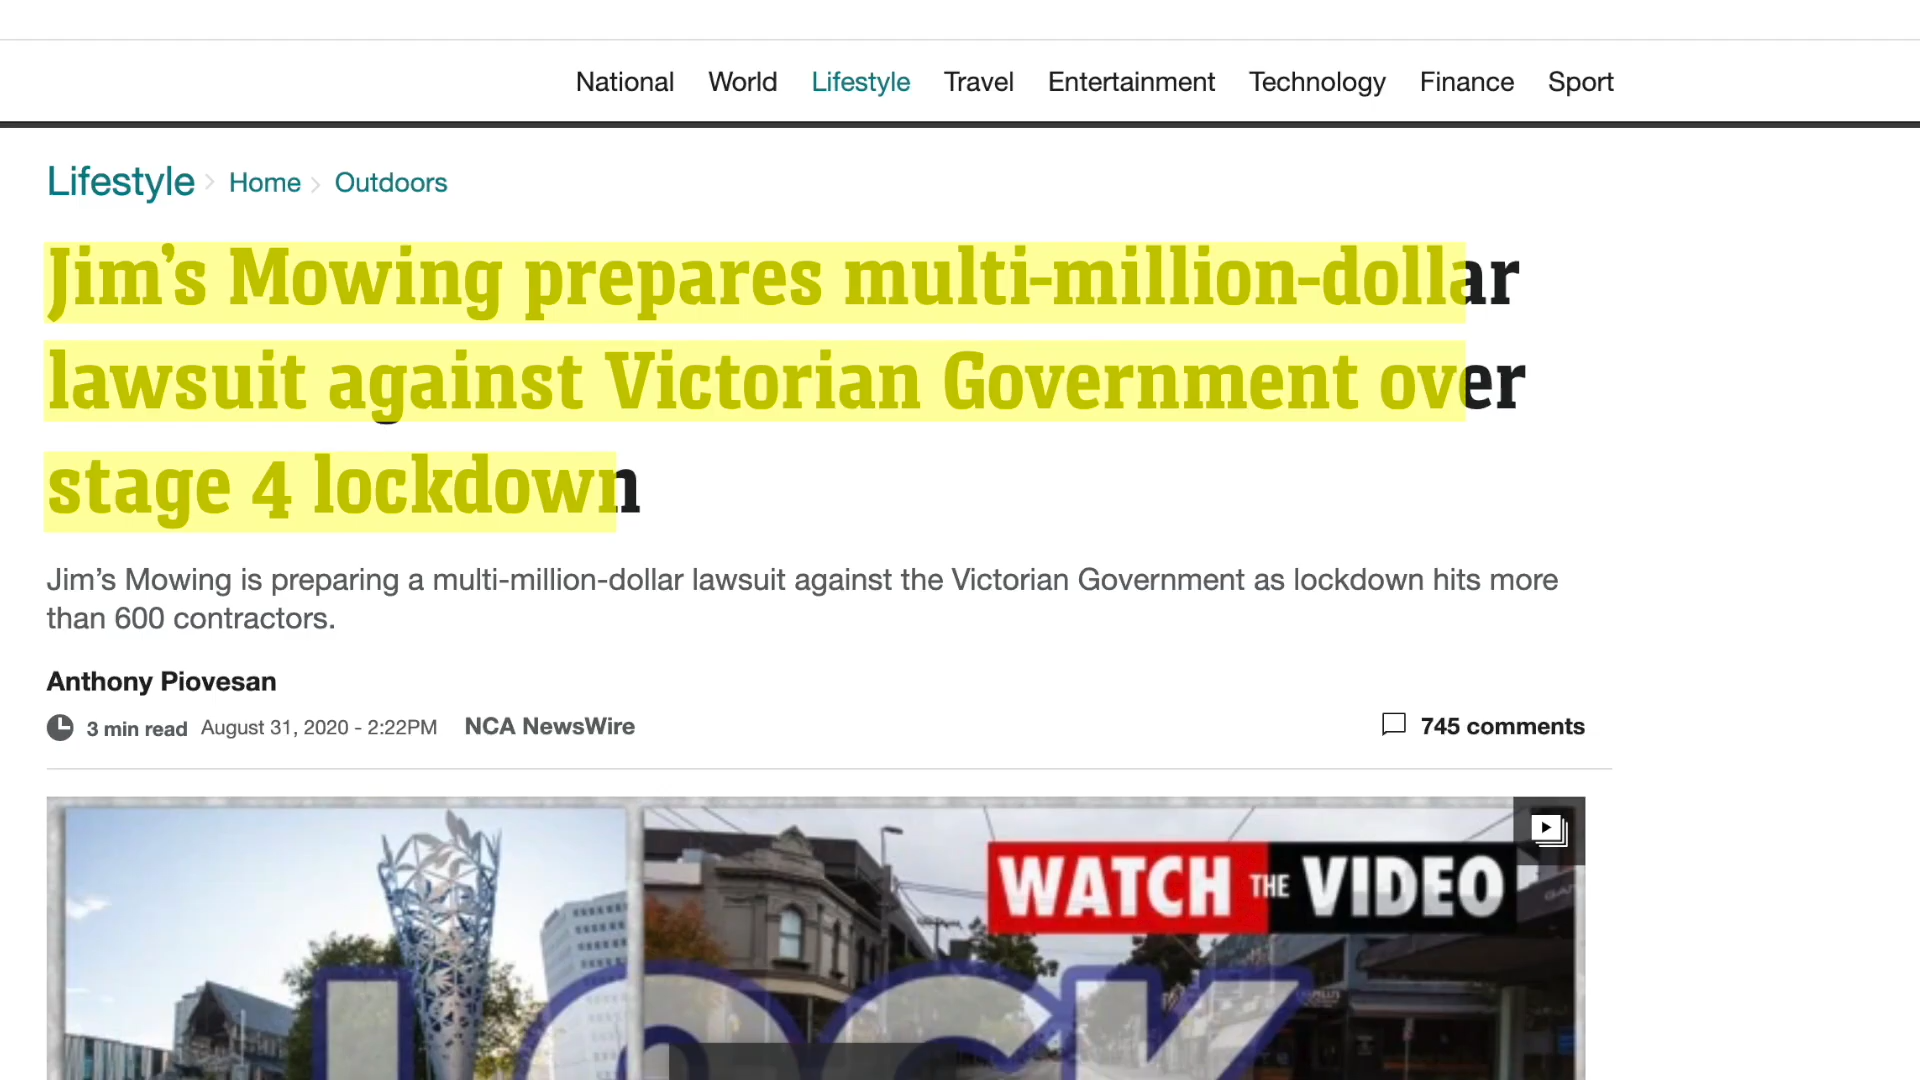 National World Lifestyle Travel Entertainment Technology Finance Sport
Lifestyle Home Outdoors
Jim’s Mowing prepares multi-million-dollar
lawsuit against Victorian Government over
stage 4 lockdown
Jim’s Mowing is preparing a multi-million-dollar lawsuit against the Victorian Government as lockdown hits more
than 600 contractors.
Anthony Piovesan
3 min read August 31, 2020 - 2:22PM NCA NewsWire 745 comments
WATCH THE VIDEO
LOCK